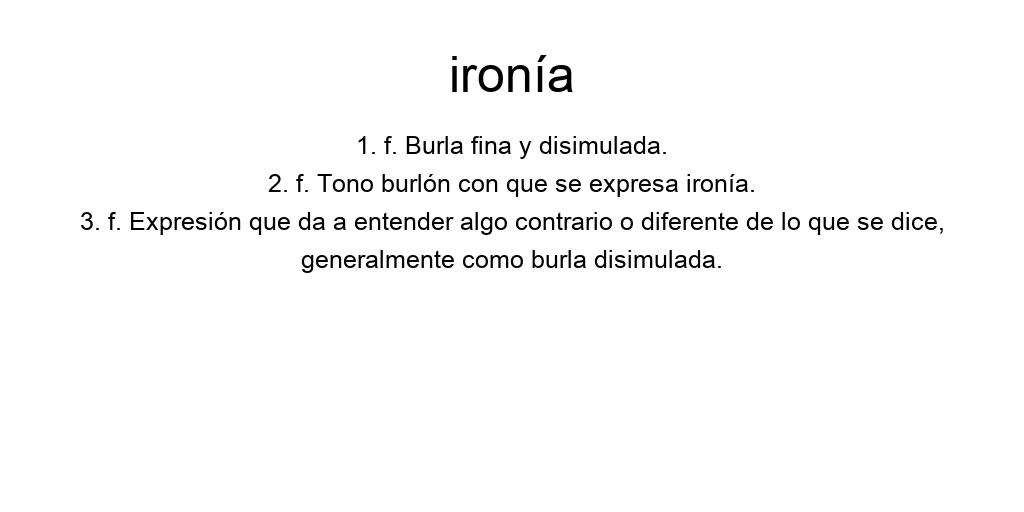 ironía
1. f. Burla fina y disimulada.
2. f. Tono burlón con que se expresa ironía.
3. f. Expresión que da a entender algo contrario o diferente de lo que se dice,
generalmente como burla disimulada.